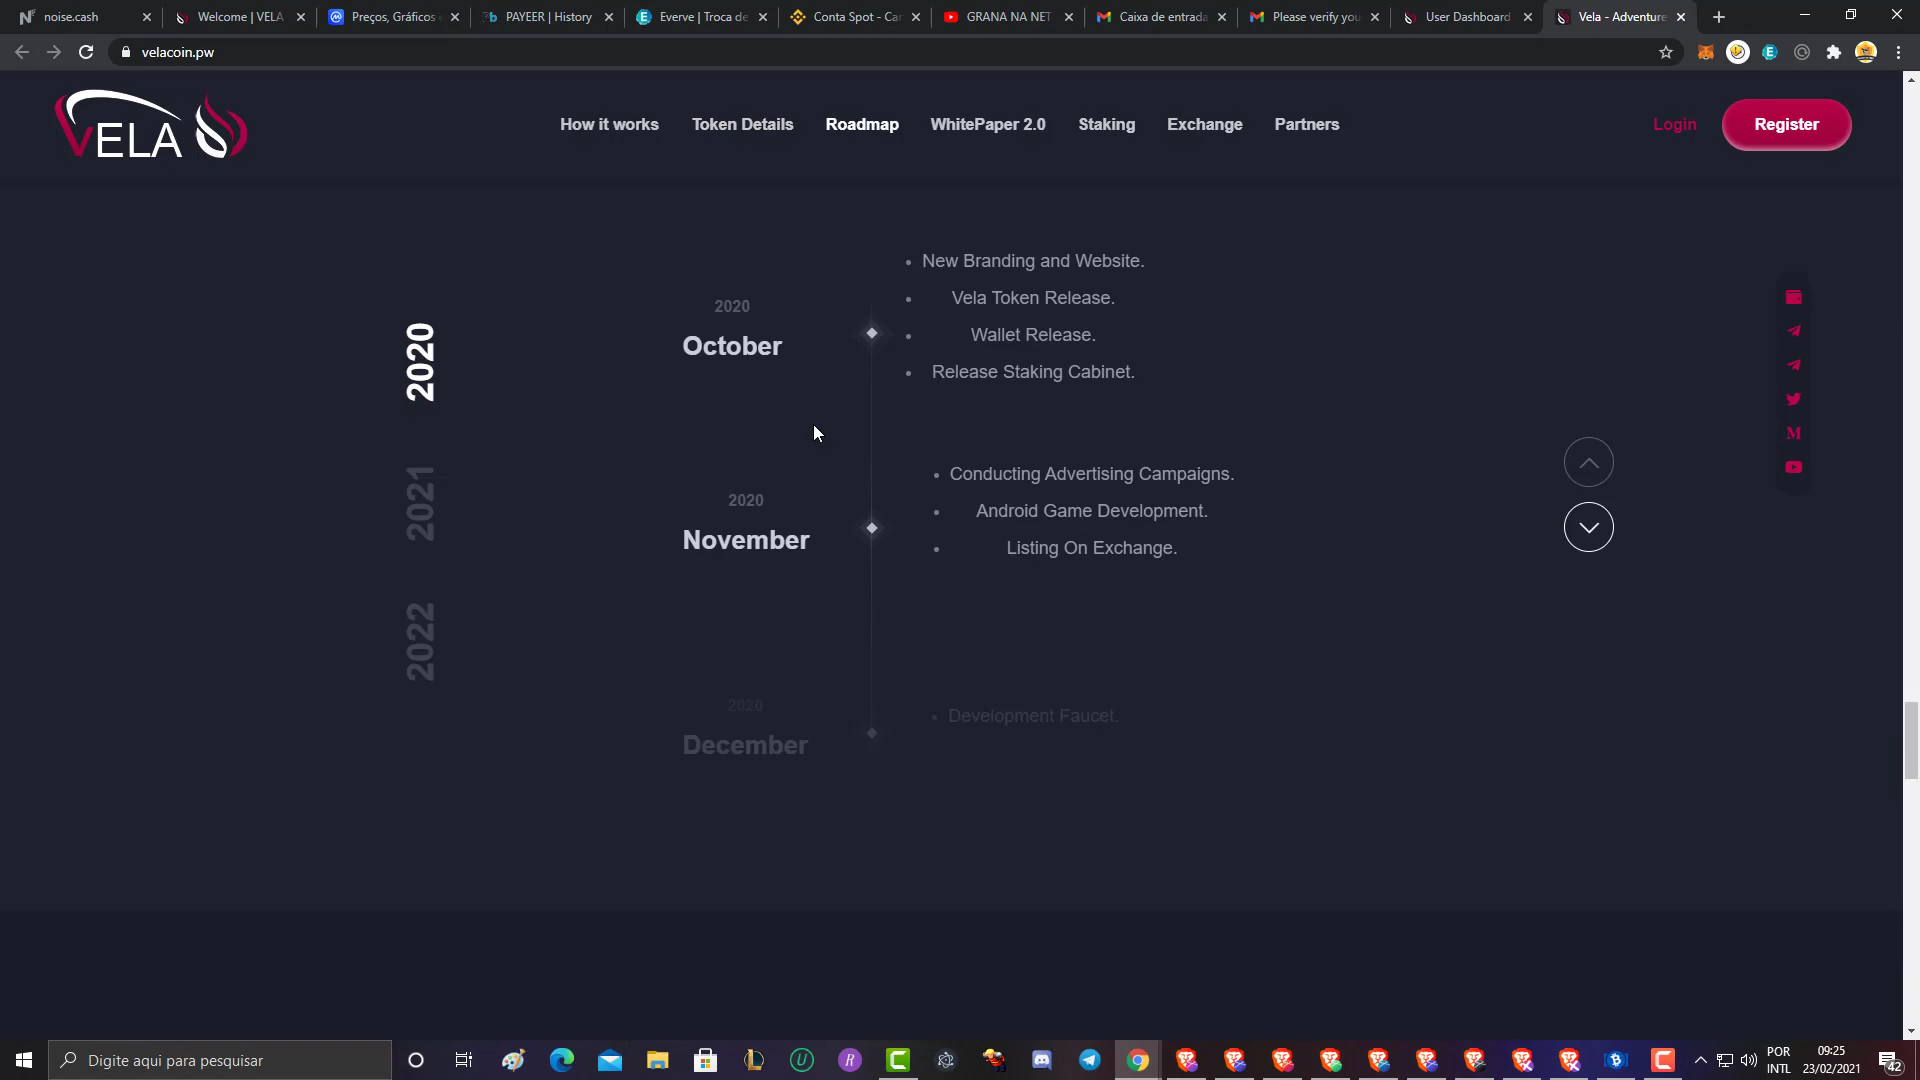 noise.cash
Welcome | VELA
Preços, Gráficos
PAYEER | History
Everve | Troca de
Conta Spot - Car
GRANA NA NET
Caixa de entrada
Please verify you
User Dashboard
Vela - Adventure
velacoin.pw
VELA
How it works
Token Details
Roadmap
WhitePaper 2.0
Staking
Exchange
Partners
Login
Register
2020
2021
2022
2020
October
• New Branding and Website.
• Vela Token Release.
• Wallet Release.
• Release Staking Cabinet.
2020
November
• Conducting Advertising Campaigns.
• Android Game Development.
• Listing On Exchange.
2020
December
• Development Faucet.
Digite aqui para pesquisar
POR
INTL
09:25
23/02/2021
42